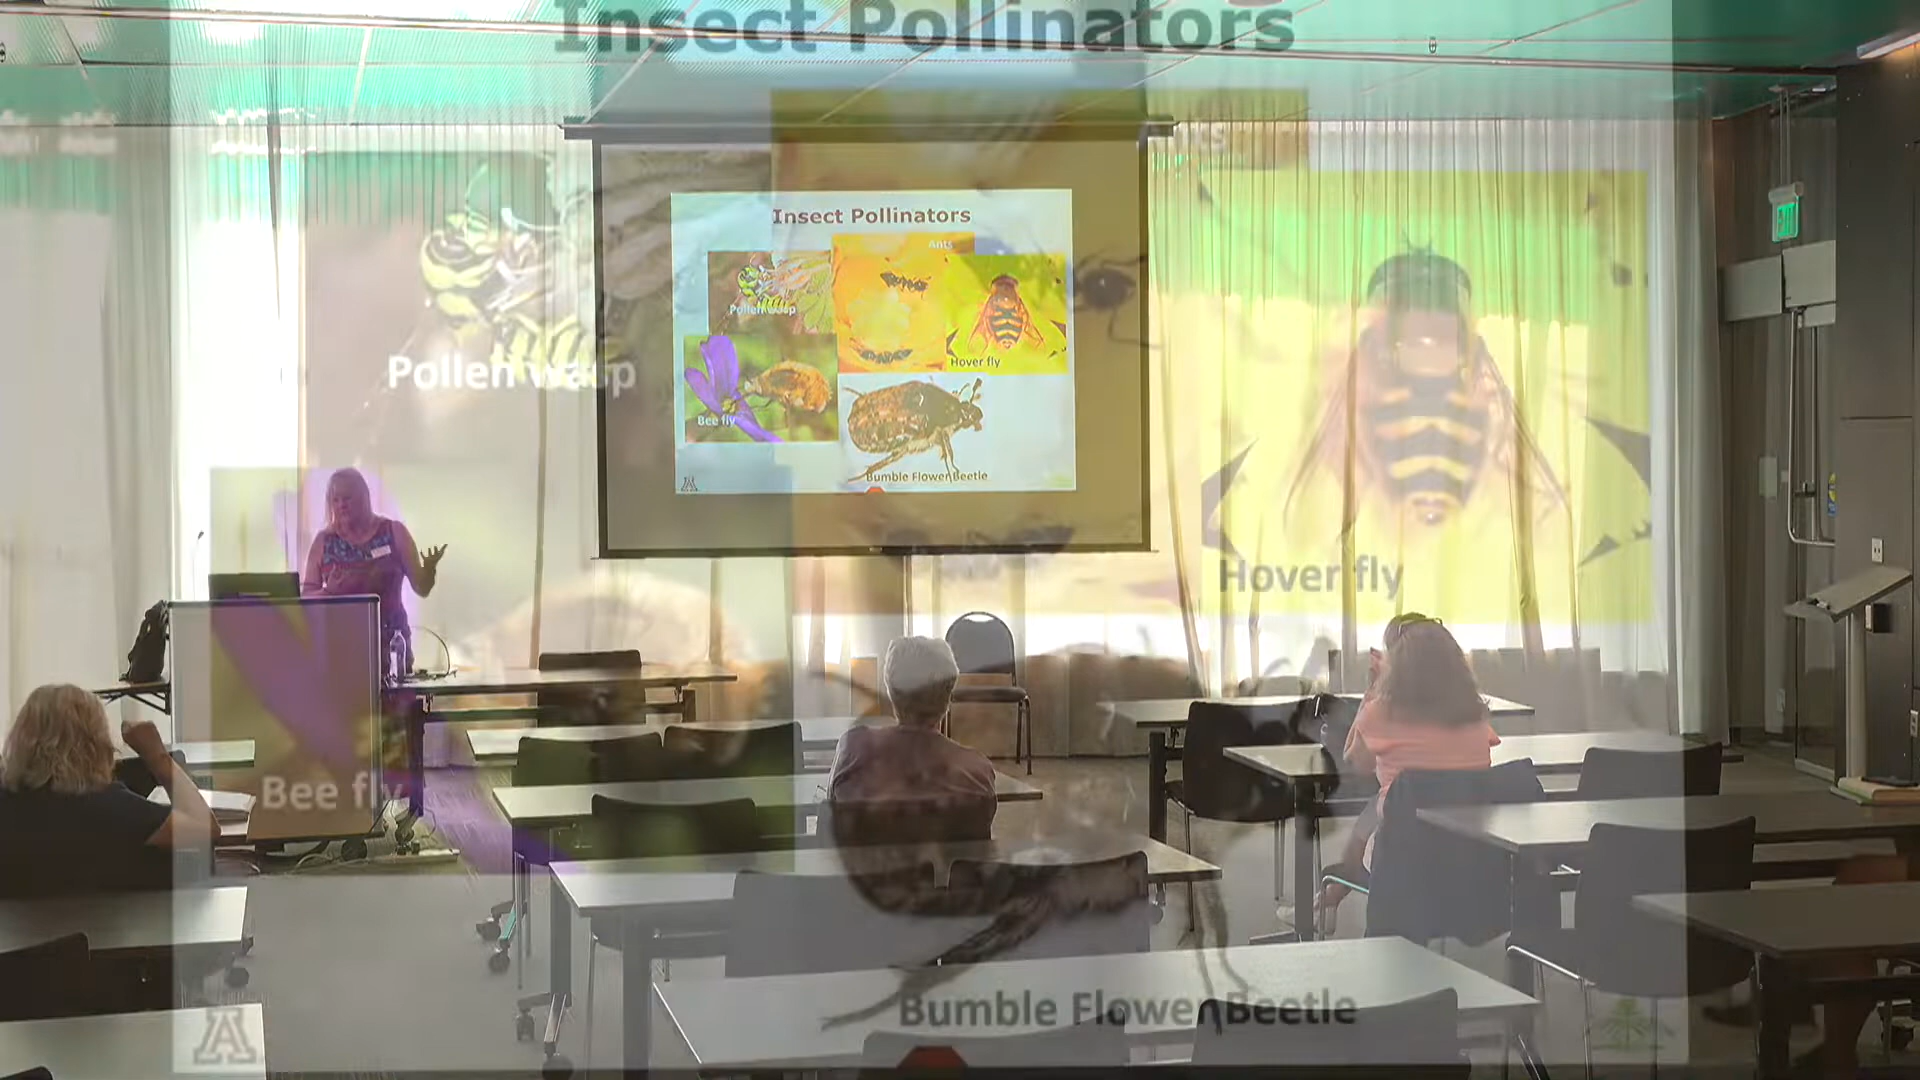 Insect Pollinators
Pollen wasp
Hover fly
Bee fly
Bumble Flower Beetle
A
Insect Pollinators
Ants
Pollen wasp
Hover fly
Bee fly
Bumble Flower Beetle
A
EXIT